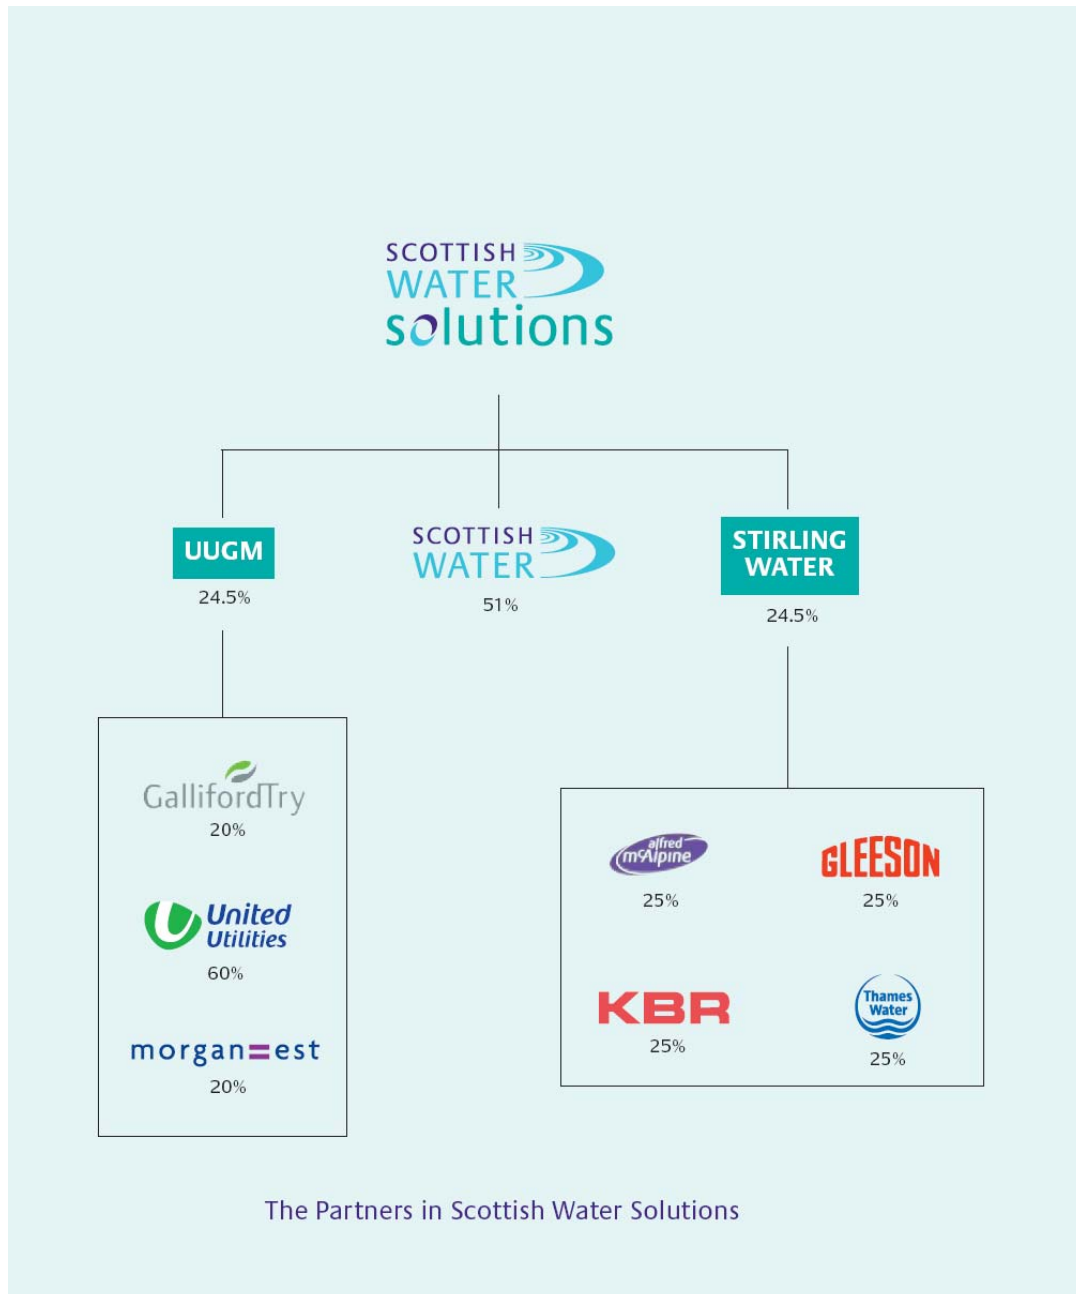 SCOTTISH
WATER
solutions
UUGM
24.5%
SCOTTISH
WATER
51%
STIRLING
WATER
24.5%
GallifordTry
20%
United
Utilities
60%
morgan=est
20%
alfred
mcAlpine
25%
GLEESON
25%
KBR
25%
Thames
Water
25%
The Partners in Scottish Water Solutions